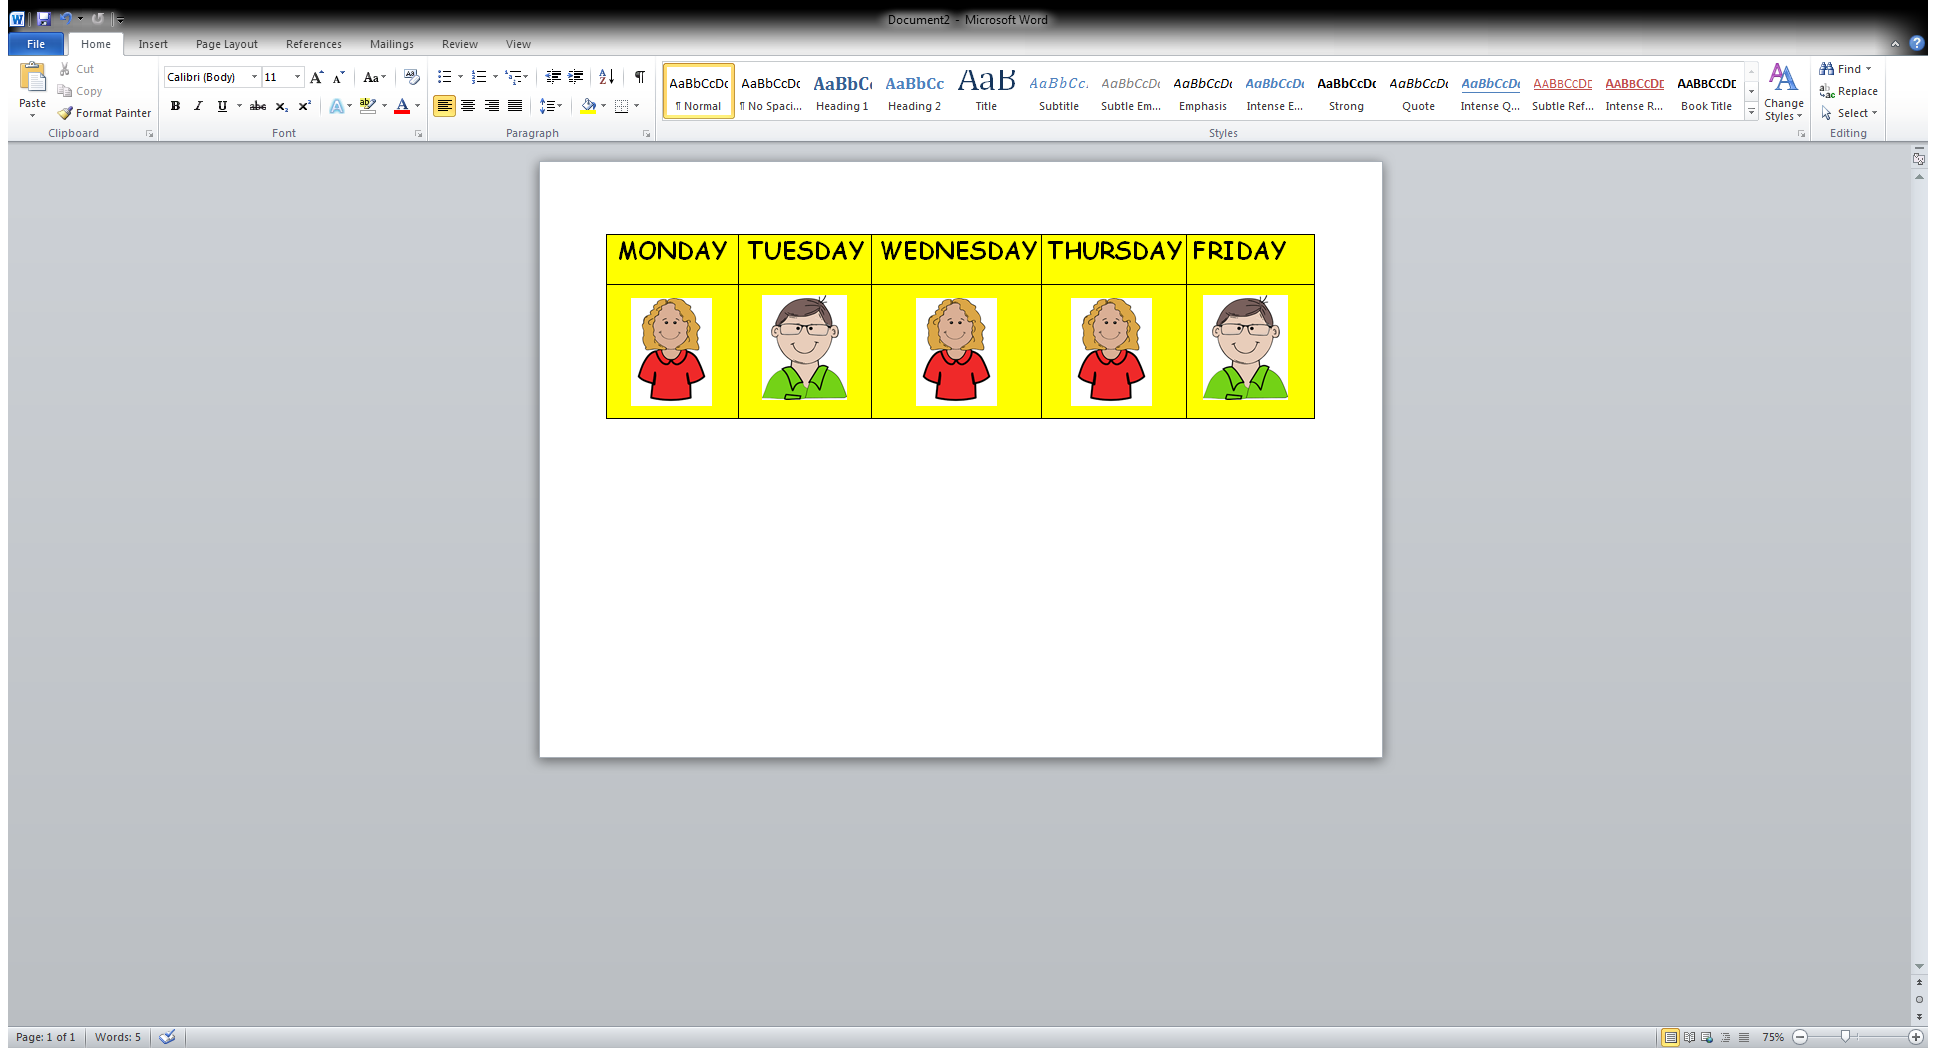 Document2 - Microsoft Word
File Home Insert Page Layout References Mailings Review View
Paste
Cut
Copy
Format Painter
Clipboard
Calibri (Body) 11
Font
Paragraph
AaBbCcDc AaBbCcDc AaBbCc AaBbCc AaB AaBbCc. AaBbCcDc AaBbCcDc AaBbCcDc AaBbCcDc AaBbCcDc AaBbCcDc AABBCCDD AABBCCDD AABBCCDD
¶ Normal ¶ No Spaci... Heading 1 Heading 2 Title Subtitle Subtle Em... Emphasis Intense E... Strong Quote Intense Q... Subtle Ref... Intense R... Book Title
Styles
Change
Styles
Find
Replace
Select
Editing
MONDAY TUESDAY WEDNESDAY THURSDAY FRIDAY
Page: 1 of 1 Words: 5 75%